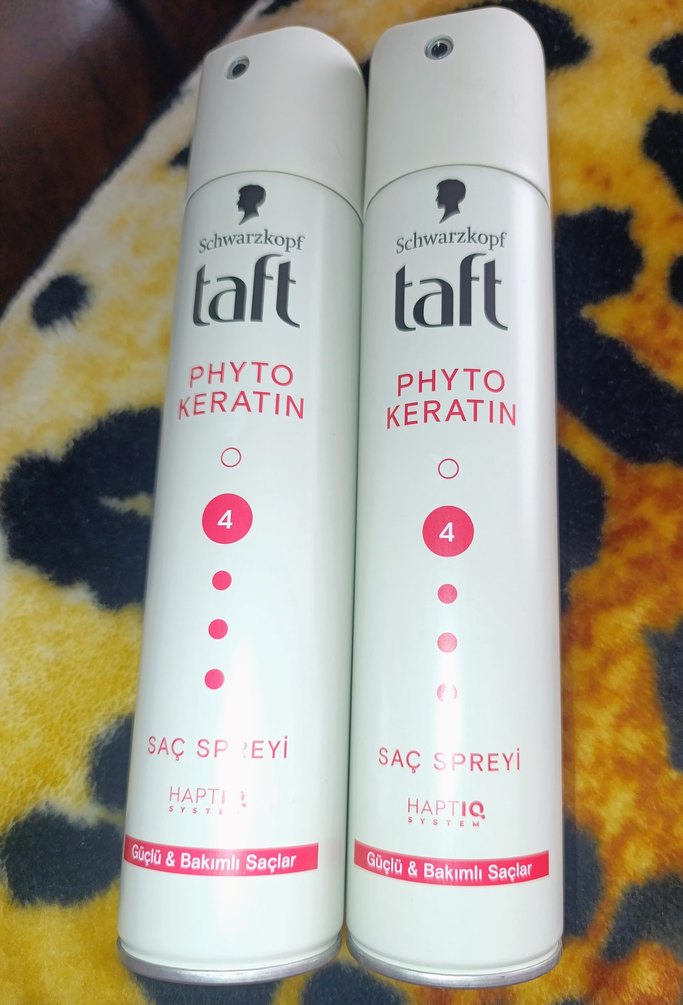 Schwarzkopf
taft
PHYTO
KERATIN
4
SAÇ SPREYİ
HAPTIQ
SYSTEM
Güçlü & Bakımlı Saçlar
Schwarzkopf
taft
PHYTO
KERATIN
4
SAÇ SPREYİ
HAPTIQ
SYSTEM
Güçlü & Bakımlı Saçlar